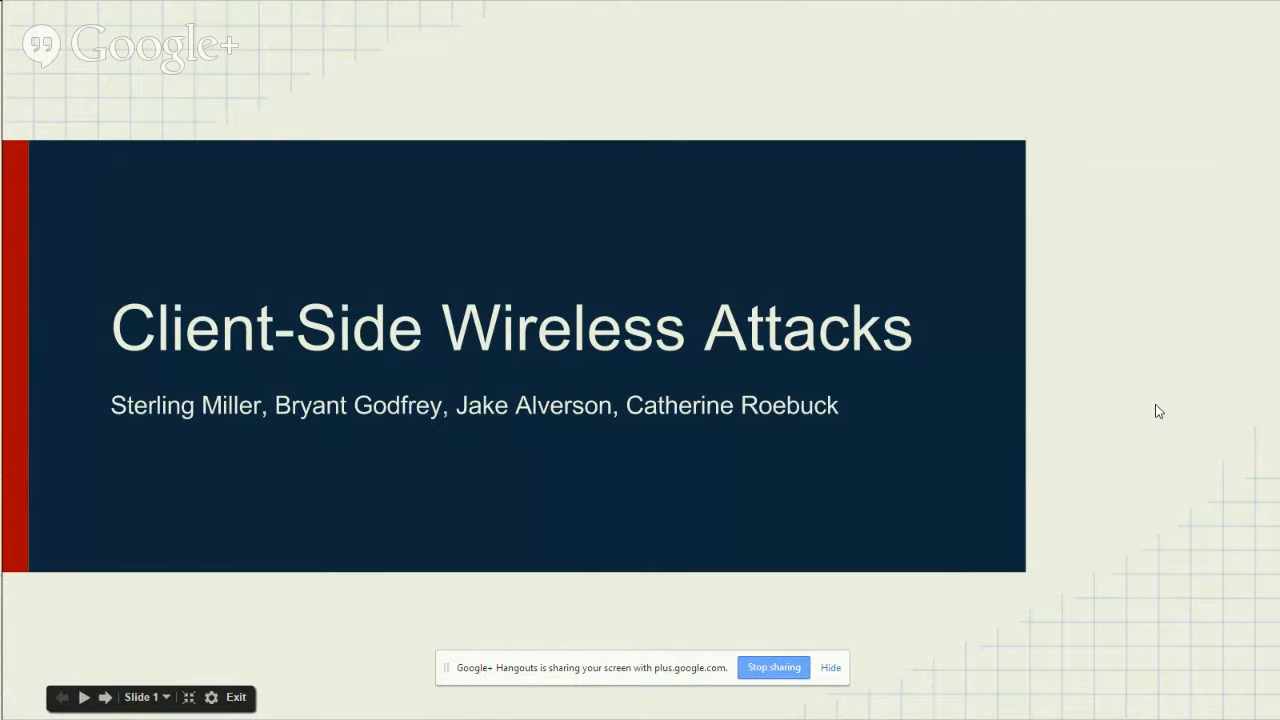 Google+
Client-Side Wireless Attacks
Sterling Miller, Bryant Godfrey, Jake Alverson, Catherine Roebuck
Google+ Hangouts is sharing your screen with plus.google.com. Stop sharing Hide
Slide 1 Exit